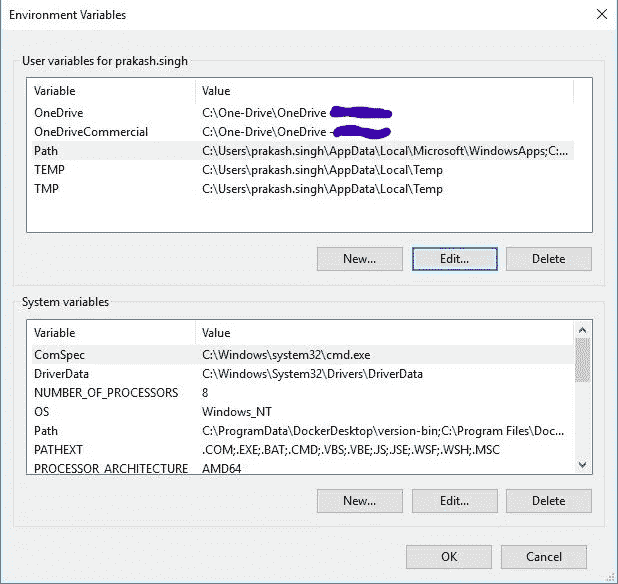 Environment Variables
User variables for prakash.singh
Variable Value
OneDrive C:\One-Drive\OneDrive
OneDriveCommercial C:\One-Drive\OneDrive -
Path C:\Users\prakash.singh\AppData\Local\Microsoft\WindowsApps;C:...
TEMP C:\Users\prakash.singh\AppData\Local\Temp
TMP C:\Users\prakash.singh\AppData\Local\Temp
New... Edit... Delete
System variables
Variable Value
ComSpec C:\Windows\system32\cmd.exe
DriverData C:\Windows\System32\Drivers\DriverData
NUMBER_OF_PROCESSORS 8
OS Windows_NT
Path C:\ProgramData\DockerDesktop\version-bin;C:\Program Files\Doc...
PATHEXT .COM;.EXE;.BAT;.CMD;.VBS;.VBE;.JS;.JSE;.WSF;.WSH;.MSC
PROCESSOR_ARCHITECTURE AMD64
New... Edit... Delete
OK Cancel